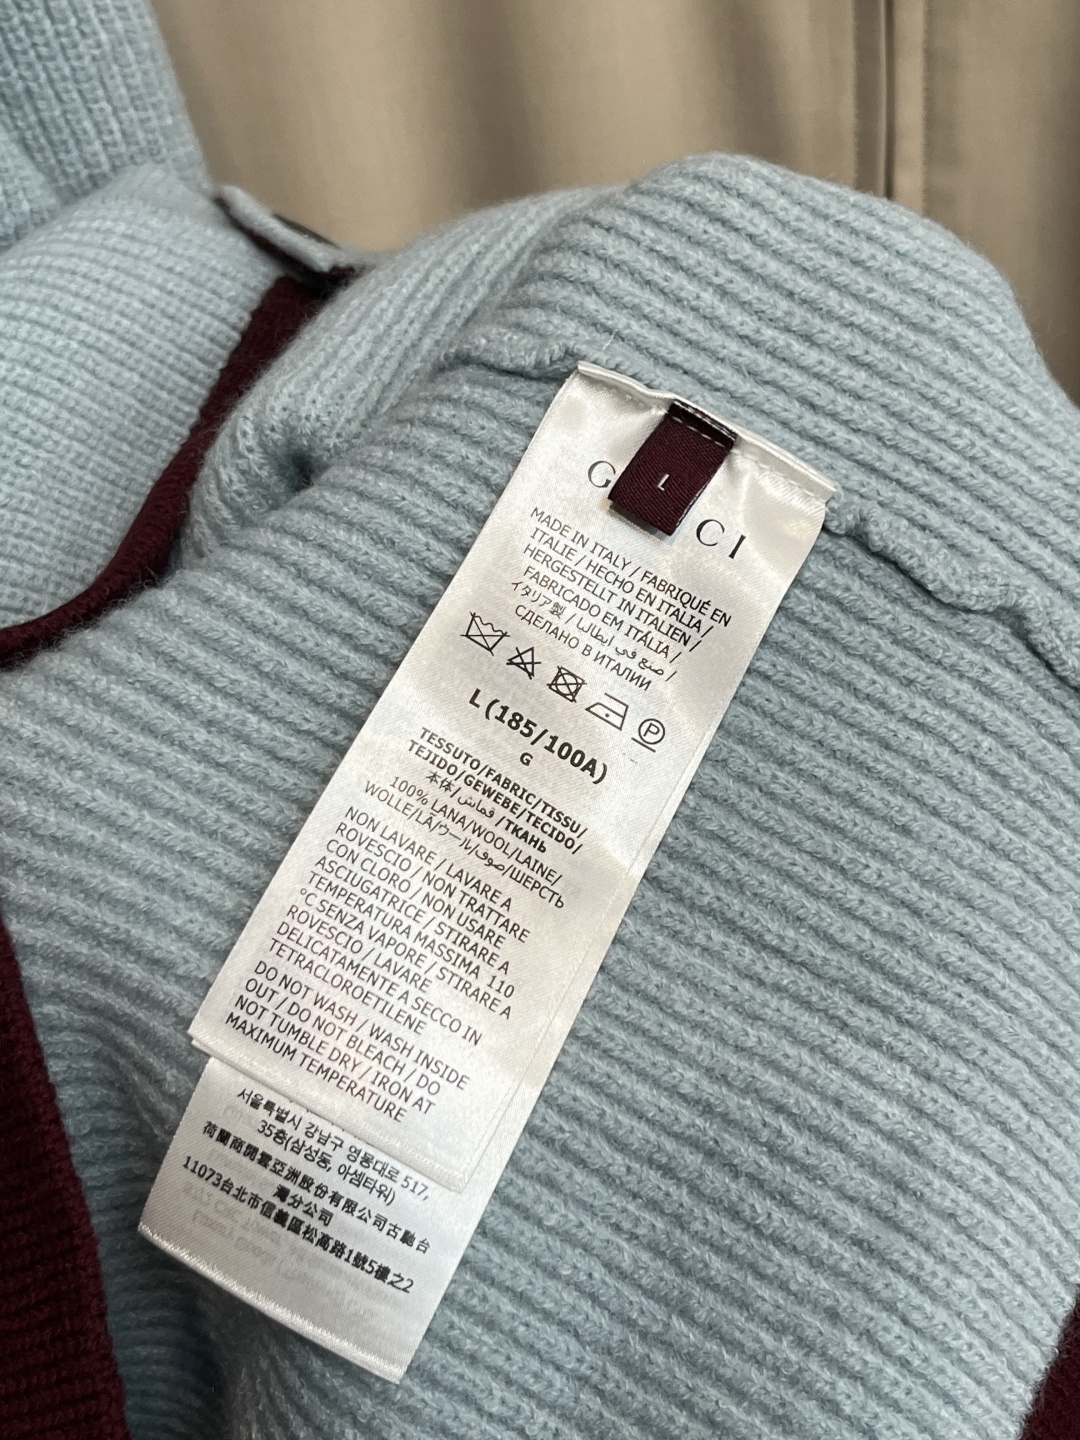 L
G CI
MADE IN ITALY / FABRIQUÉ EN
ITALIE / HECHO EN ITALIA /
HERGESTELLT IN ITALIEN /
FABRICADO EM ITÁLIA /
イタリア製 / صنع في ايطاليا /
СДЕЛАНО В ИТАЛИИ
P
L (185/100A)
G
TESSUTO/FABRIC/TISSU/
TEJIDO/GEWEBE/TECIDO/
本体/قماش/ТКАНЬ
100% LANA/WOOL/LAINE/
WOLLE/LÃ/ウール/صوف/ШЕРСТЬ
NON LAVARE / LAVARE A
ROVESCIO / NON TRATTARE
CON CLORO / NON USARE
ASCIUGATRICE / STIRARE A
TEMPERATURA MASSIMA 110
°C SENZA VAPORE / STIRARE A
ROVESCIO / LAVARE
DELICATAMENTE A SECCO IN
TETRACLOROETILENE
DO NOT WASH / WASH INSIDE
OUT / DO NOT BLEACH / DO
NOT TUMBLE DRY / IRON AT
MAXIMUM TEMPERATURE
서울특별시 강남구 영동대로 517,
35층(삼성동, 아셈타워)
荷蘭商開雲亞洲股份有限公司古馳台
灣分公司
11073台北市信義區松高路1號5樓之2